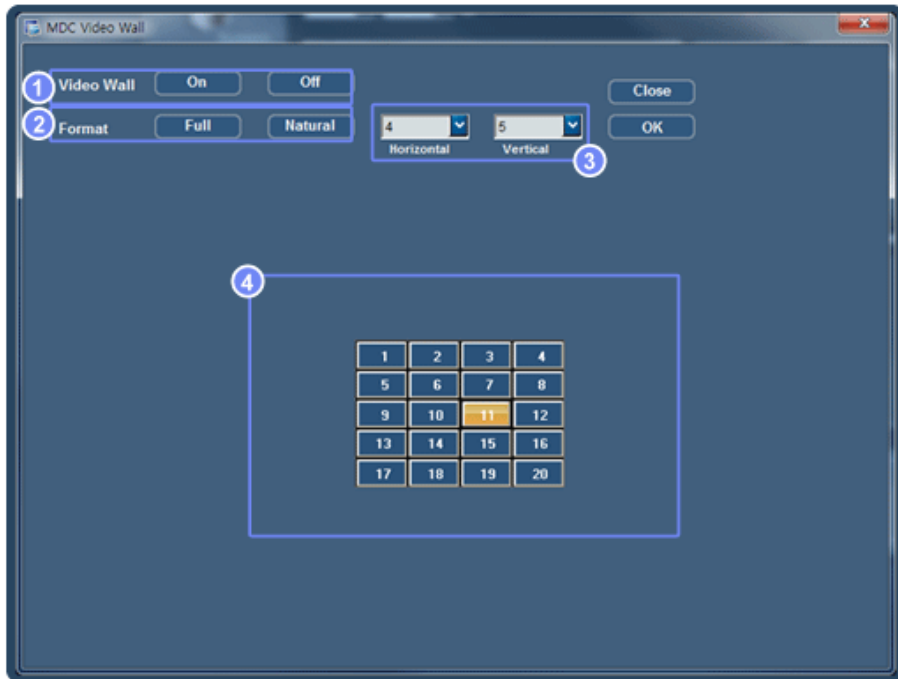 MDC Video Wall
1 Video Wall On Off Close
2 Format Full Natural 4 5 OK
Horizontal Vertical 3
4
1 2 3 4
5 6 7 8
9 10 11 12
13 14 15 16
17 18 19 20